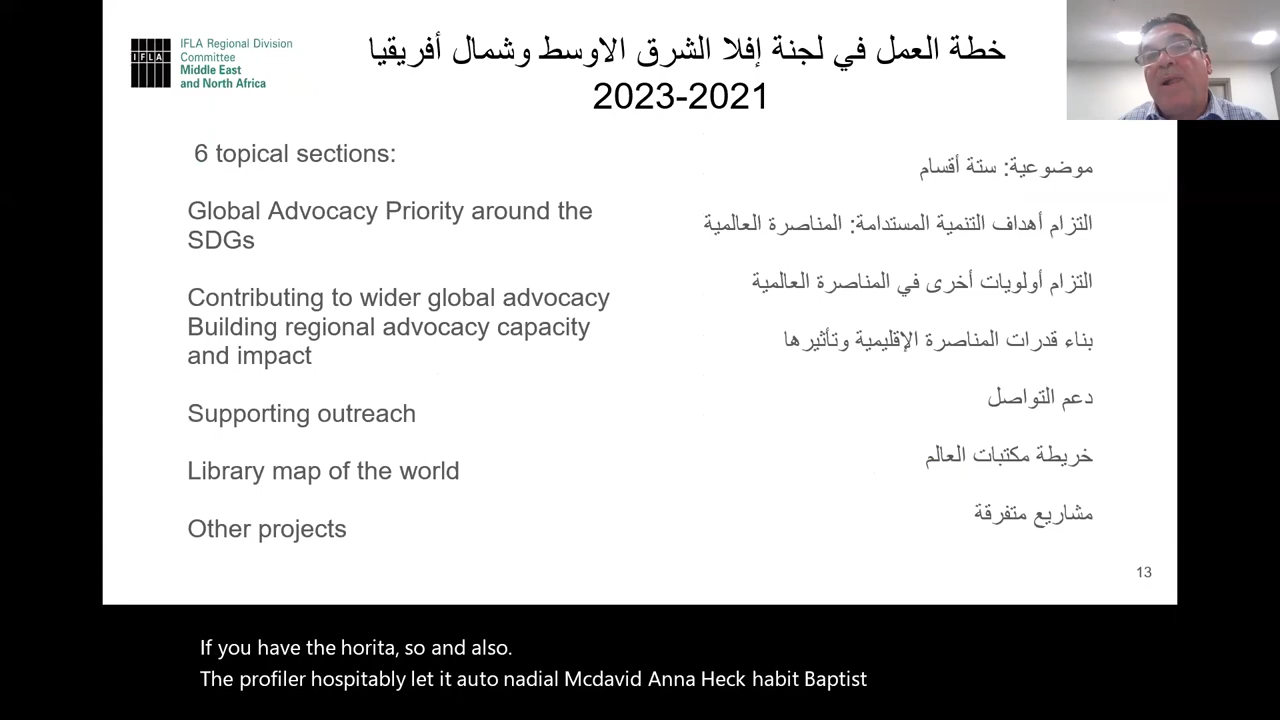 IFLA
IFLA Regional Division
Committee
Middle East
and North Africa
خطة العمل في لجنة إفلا الشرق الاوسط وشمال أفريقيا
2023-2021
6 topical sections:
Global Advocacy Priority around the
SDGs
Contributing to wider global advocacy
Building regional advocacy capacity
and impact
Supporting outreach
Library map of the world
Other projects
موضوعية: ستة أقسام
التزام أهداف التنمية المستدامة: المناصرة العالمية
التزام أولويات أخرى في المناصرة العالمية
بناء قدرات المناصرة الإقليمية وتأثيرها
دعم التواصل
خريطة مكتبات العالم
مشاريع متفرقة
13
If you have the horita, so and also.
The profiler hospitably let it auto nadial Mcdavid Anna Heck habit Baptist